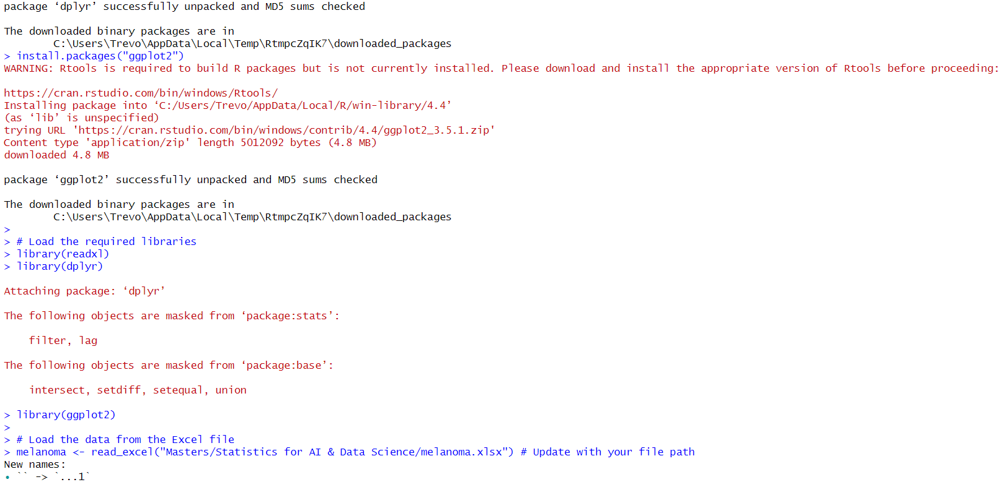 package ‘dplyr’ successfully unpacked and MD5 sums checked
The downloaded binary packages are in
        C:\Users\Trevo\AppData\Local\Temp\RtmpcZqIK7\downloaded_packages
> install.packages("ggplot2")
WARNING: Rtools is required to build R packages but is not currently installed. Please download and install the appropriate version of Rtools before proceeding:
https://cran.rstudio.com/bin/windows/Rtools/
Installing package into ‘C:/Users/Trevo/AppData/Local/R/win-library/4.4’
(as ‘lib’ is unspecified)
trying URL 'https://cran.rstudio.com/bin/windows/contrib/4.4/ggplot2_3.5.1.zip'
Content type 'application/zip' length 5012092 bytes (4.8 MB)
downloaded 4.8 MB
package ‘ggplot2’ successfully unpacked and MD5 sums checked
The downloaded binary packages are in
        C:\Users\Trevo\AppData\Local\Temp\RtmpcZqIK7\downloaded_packages
>
> # Load the required libraries
> library(readxl)
> library(dplyr)
Attaching package: ‘dplyr’
The following objects are masked from ‘package:stats’:
    filter, lag
The following objects are masked from ‘package:base’:
    intersect, setdiff, setequal, union
> library(ggplot2)
>
> # Load the data from the Excel file
> melanoma <- read_excel("Masters/Statistics for AI & Data Science/melanoma.xlsx") # Update with your file path
New names:
• `` -> `...1`